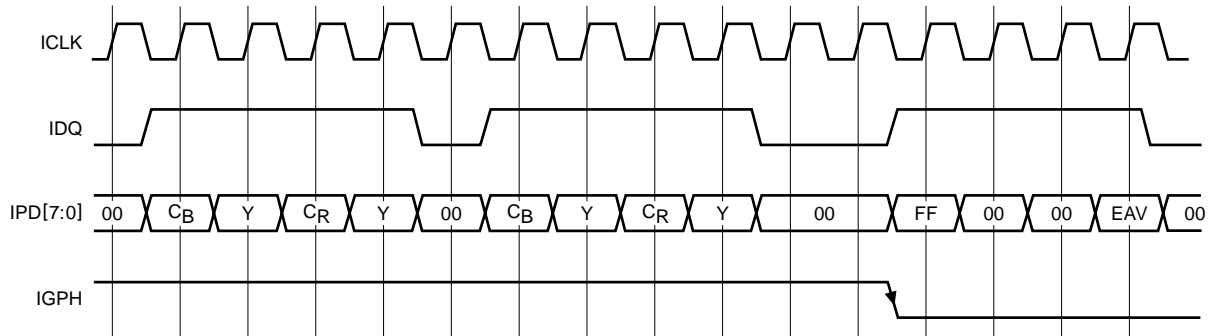 ICLK
IDQ
IPD[7:0] 00 CB Y CR Y 00 CB Y CR Y 00 FF 00 00 EAV 00
IGPH